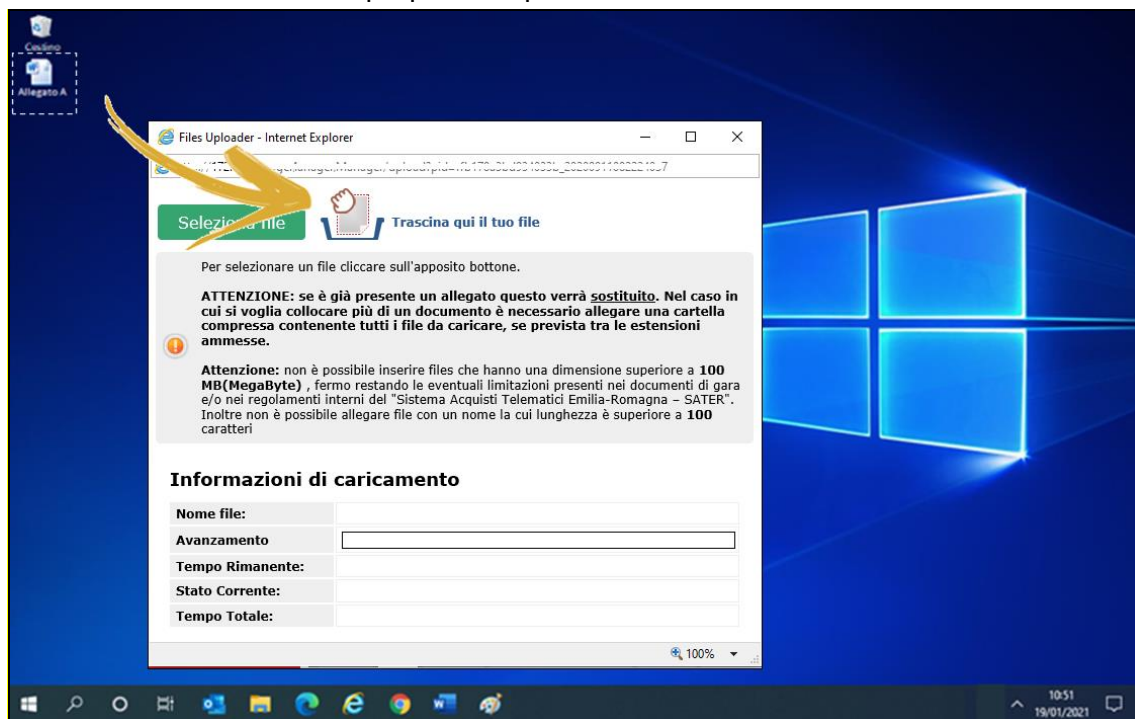 Cestino
Allegato A
Files Uploader - Internet Explorer
Seleziona file
Trascina qui il tuo file
Per selezionare un file cliccare sull'apposito bottone.
ATTENZIONE: se è già presente un allegato questo verrà sostituito. Nel caso in
cui si voglia collocare più di un documento è necessario allegare una cartella
compressa contenente tutti i file da caricare, se prevista tra le estensioni
ammesse.
Attenzione: non è possibile inserire files che hanno una dimensione superiore a 100
MB(MegaByte) , fermo restando le eventuali limitazioni presenti nei documenti di gara
e/o nei regolamenti interni del "Sistema Acquisti Telematici Emilia-Romagna – SATER".
Inoltre non è possibile allegare file con un nome la cui lunghezza è superiore a 100
caratteri
Informazioni di caricamento
Nome file:
Avanzamento
Tempo Rimanente:
Stato Corrente:
Tempo Totale:
100%
10:51
19/01/2021